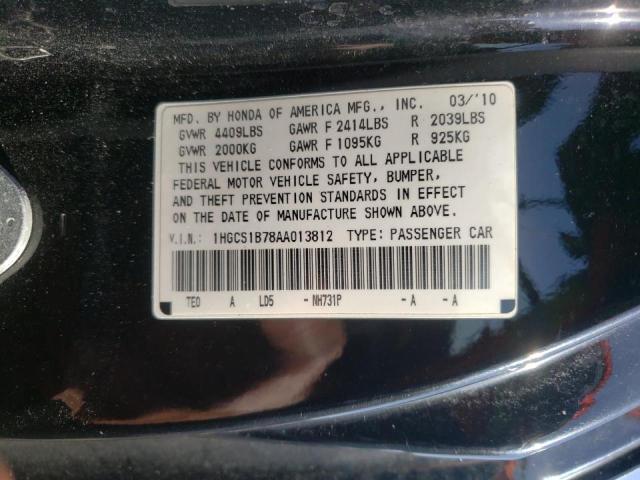 MFD. BY HONDA OF AMERICA MFG., INC. 03/'10
GVWR 4409LBS GAWR F 2414LBS R 2039LBS
GVWR 2000KG GAWR F 1095KG R 925KG
THIS VEHICLE CONFORMS TO ALL APPLICABLE
FEDERAL MOTOR VEHICLE SAFETY, BUMPER,
AND THEFT PREVENTION STANDARDS IN EFFECT
ON THE DATE OF MANUFACTURE SHOWN ABOVE.
V.I.N.: 1HGCS1B78AA013812 TYPE: PASSENGER CAR
TE0 A LD5 -NH731P -A -A